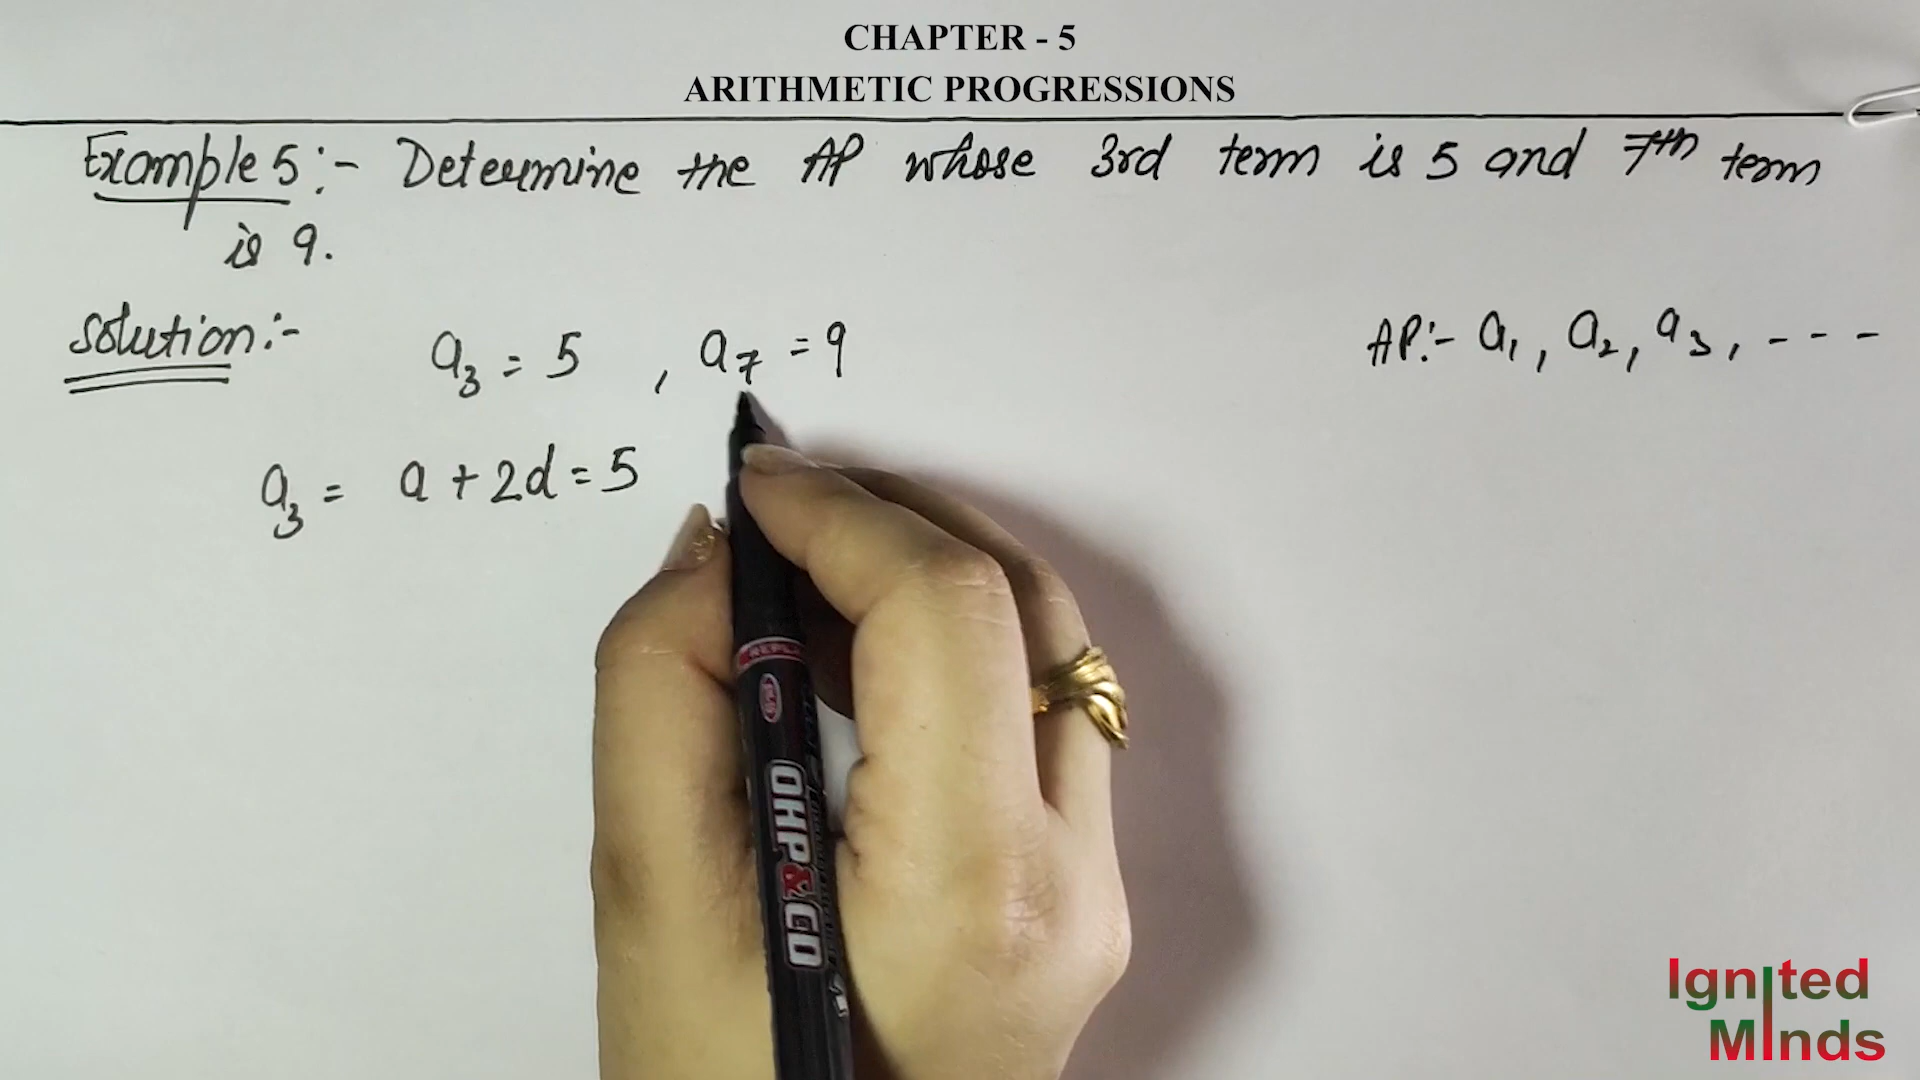 CHAPTER - 5
ARITHMETIC PROGRESSIONS
Example 5:- Determine the AP whose 3rd term is 5 and 7th term
is 9.
Solution:- a₃ = 5 , a₇ = 9
AP:- a₁, a₂, a₃, - - - -
a₃ = a + 2d = 5
OHP&CD
Ignited
Minds